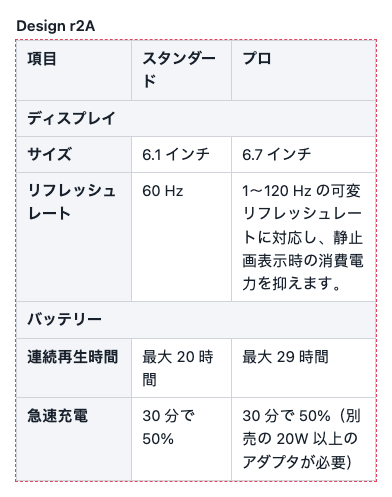 Design r2A
項目 スタンダー プロ
ド
ディスプレイ
サイズ 6.1 インチ 6.7 インチ
リフレッシュ 60 Hz 1〜120 Hz の可変
レート リフレッシュレー
トに対応し、静止
画表示時の消費電
力を抑えます。
バッテリー
連続再生時間 最大 20 時 最大 29 時間
間
急速充電 30 分で 30 分で 50%（別
50% 売の 20W 以上の
アダプタが必要）